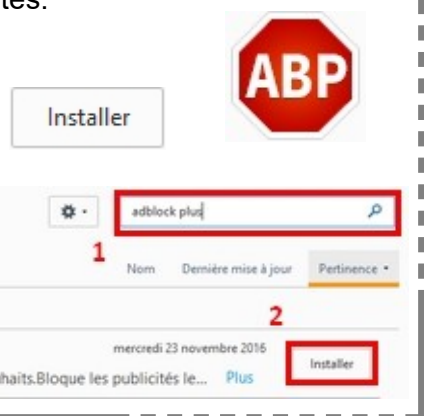 ABP
Installer
adblock plus
1
Nom Dernière mise à jour Pertinence
2
mercredi 23 novembre 2016
Installer
haits.Bloque les publicités le... Plus